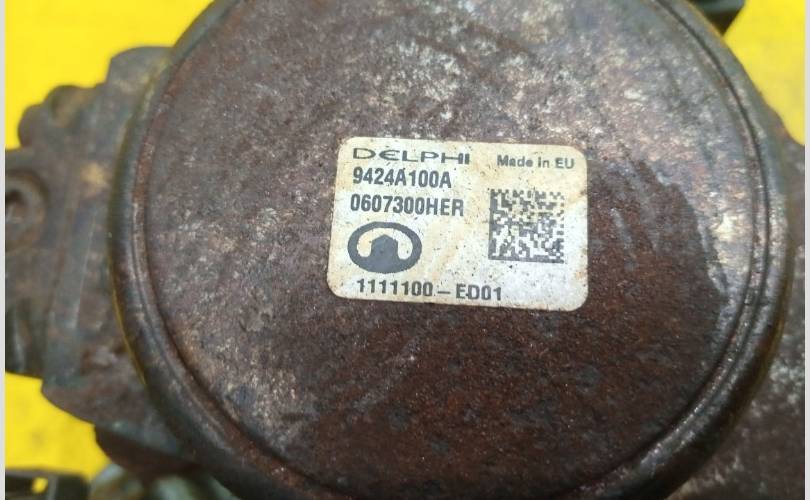 DELPHI Made in EU
9424A100A
0607300HER
1111100-ED01